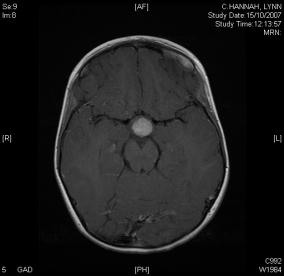 Se:9
Im:8
[AF]
C.HANNAH, LYNN
Study Date:15/10/2007
Study Time:12:13:57
MRN:
[R]
[L]
5 GAD
[PH]
C992
W1984